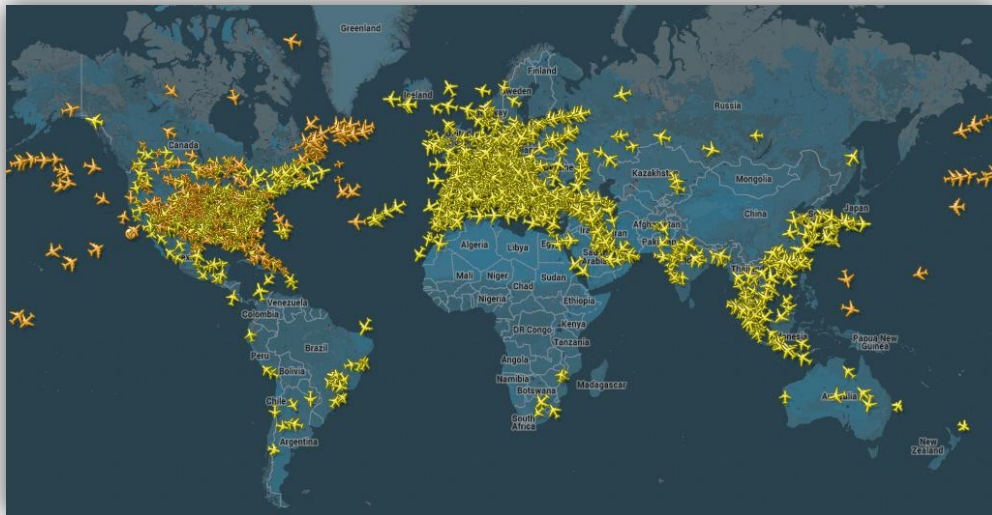 Greenland
Iceland
Sweden
Finland
Russia
Canada
Kazakhst
Mongolia
China
Japan
Afghanistan
Algeria
Libya
Mali
Niger
Chad
Sudan
Nigeria
Ethiopia
DR Congo
Kenya
Tanzania
Angola
Namibia
Botswana
Madagascar
South
Africa
Venezuela
Colombia
Peru
Brazil
Bolivia
Chile
Argentina
Papua New
Guinea
New
Zealand